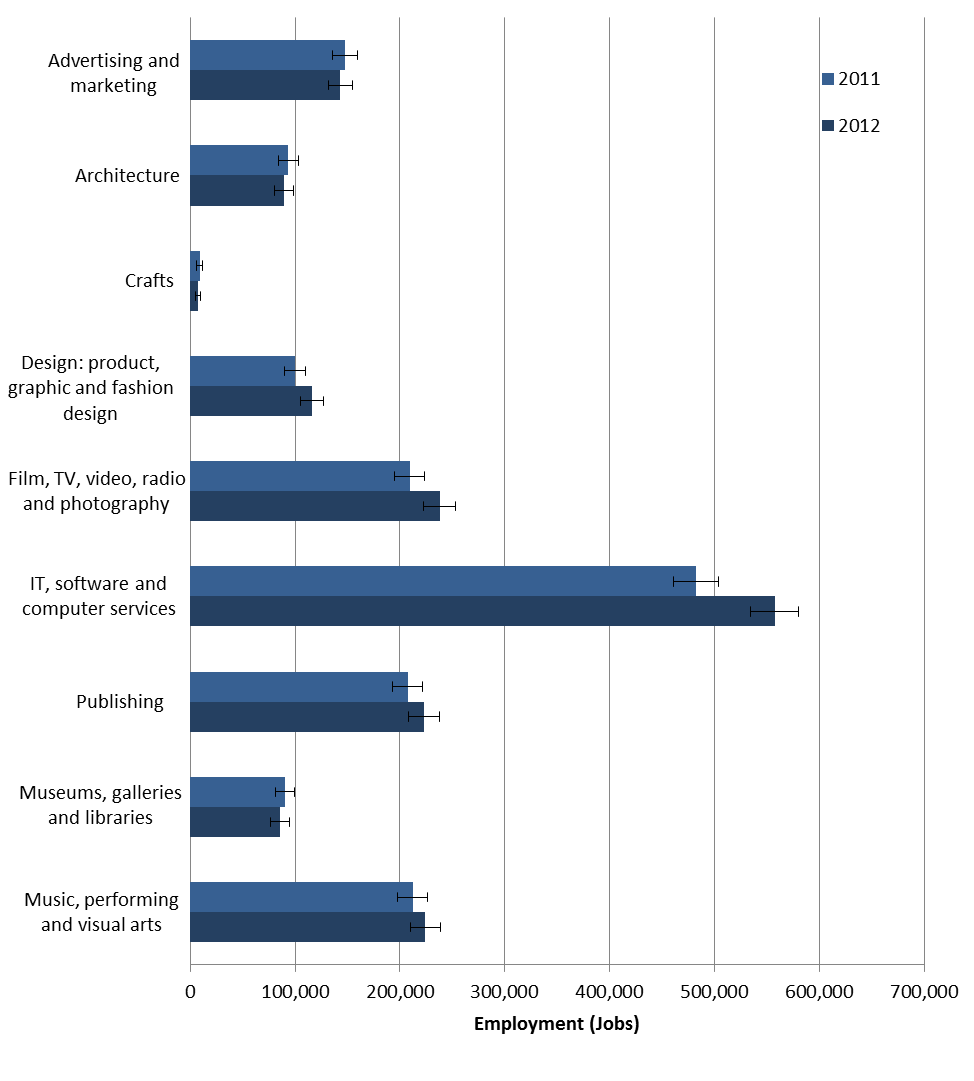 Advertising and
marketing
2011
2012
Architecture
Crafts
Design: product,
graphic and fashion
design
Film, TV, video, radio
and photography
IT, software and
computer services
Publishing
Museums, galleries
and libraries
Music, performing
and visual arts
0 100,000 200,000 300,000 400,000 500,000 600,000 700,000
Employment (Jobs)